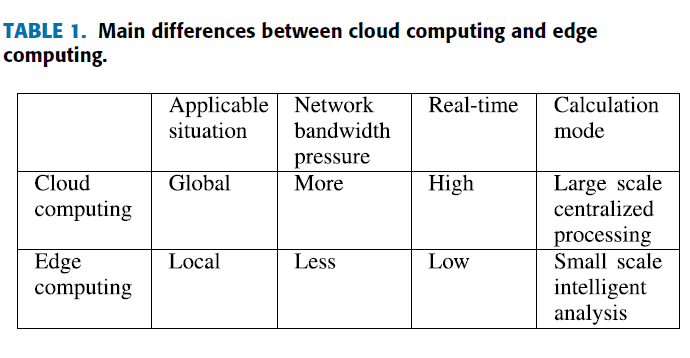 TABLE 1. Main differences between cloud computing and edge
computing.
Applicable situation Network bandwidth pressure Real-time Calculation mode
Cloud computing Global More High Large scale centralized processing
Edge computing Local Less Low Small scale intelligent analysis